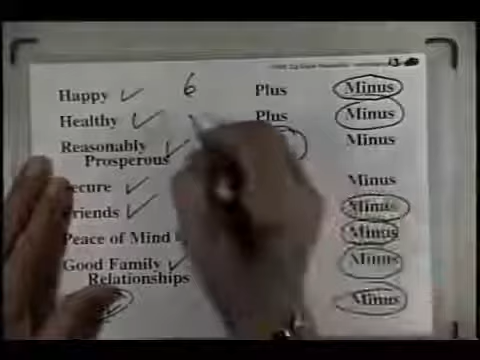 Happy 6 Plus Minus
Healthy Plus Minus
Reasonably
Prosperous Minus
ecure Minus
riends Minus
Peace of Mind Minus
Good Family Minus
Relationships
Minus